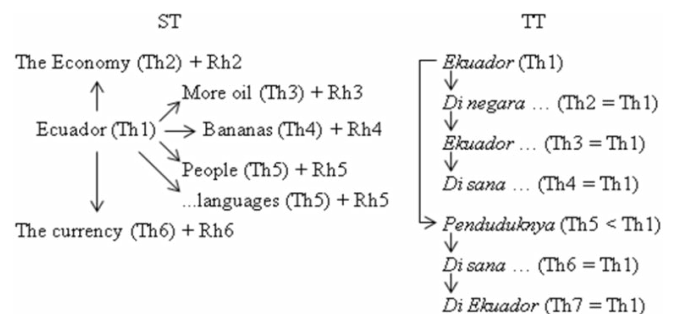 ST
The Economy (Th2) + Rh2
More oil (Th3) + Rh3
Ecuador (Th1)
Bananas (Th4) + Rh4
People (Th5) + Rh5
...languages (Th5) + Rh5
The currency (Th6) + Rh6
TT
Ekuador (Th1)
Di negara ... (Th2 = Th1)
Ekuador ... (Th3 = Th1)
Di sana ... (Th4 = Th1)
Penduduknya (Th5 < Th1)
Di sana ... (Th6 = Th1)
Di Ekuador (Th7 = Th1)